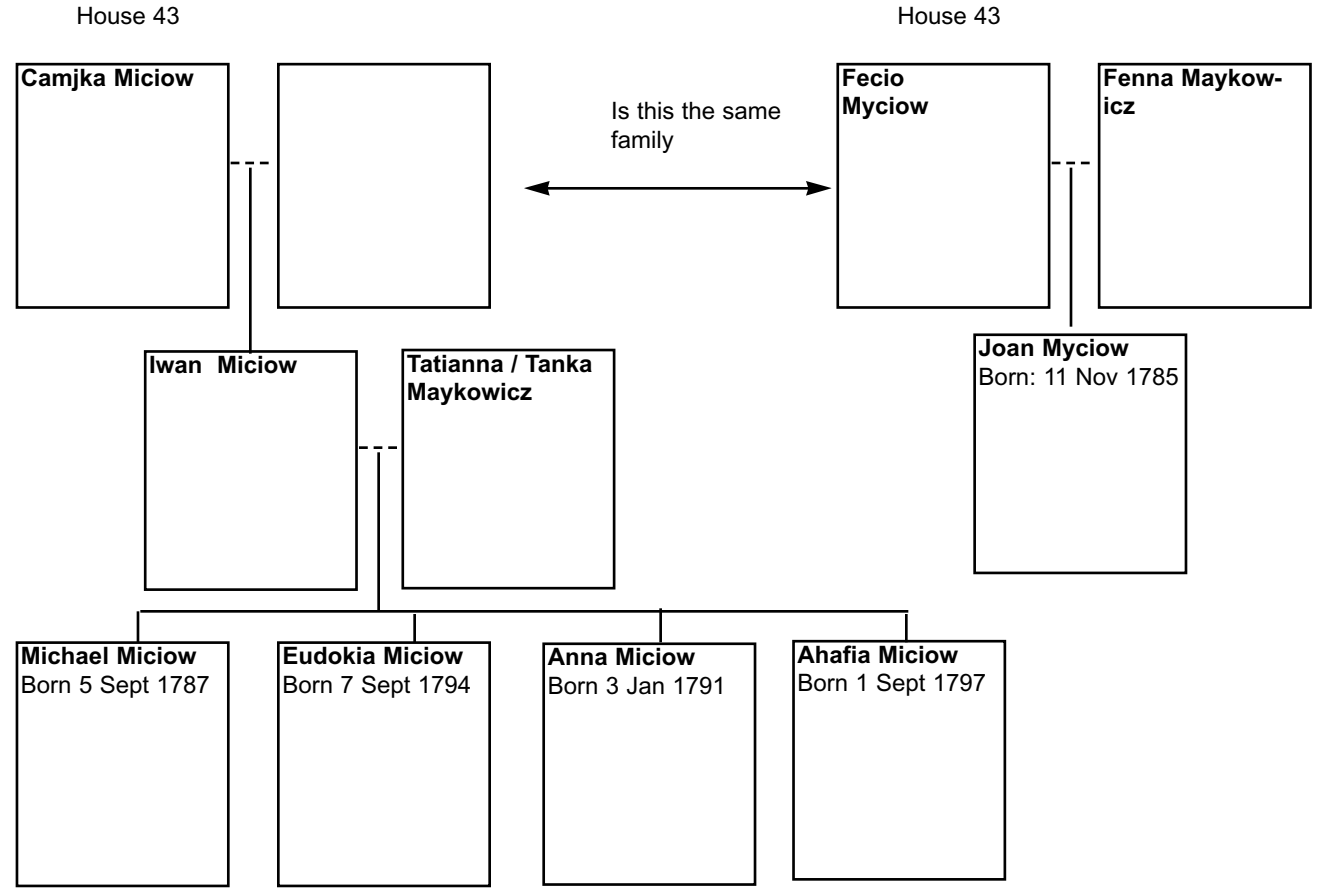 House 43
House 43
Camjka Miciow
Is this the same
family
Fecio
Myciow
Fenna Maykow-
icz
Iwan Miciow
Tatianna / Tanka
Maykowicz
Joan Myciow
Born: 11 Nov 1785
Michael Miciow
Born 5 Sept 1787
Eudokia Miciow
Born 7 Sept 1794
Anna Miciow
Born 3 Jan 1791
Ahafia Miciow
Born 1 Sept 1797